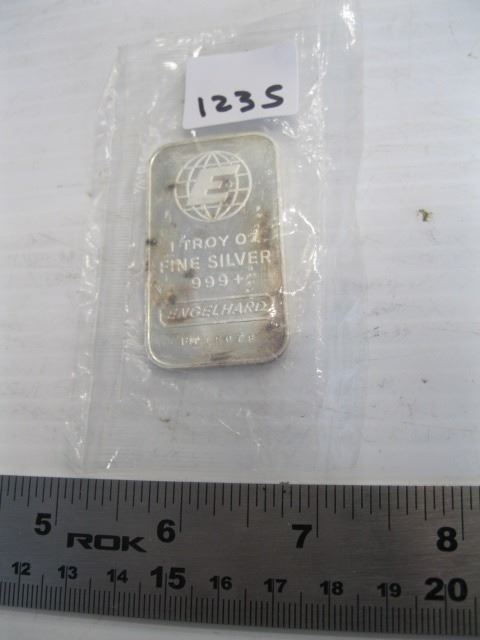 1235
E
1 TROY OZ.
FINE SILVER
999+
ENGELHARD
5 6 7 8
ROK
12 13 14 15 16 17 18 19 20